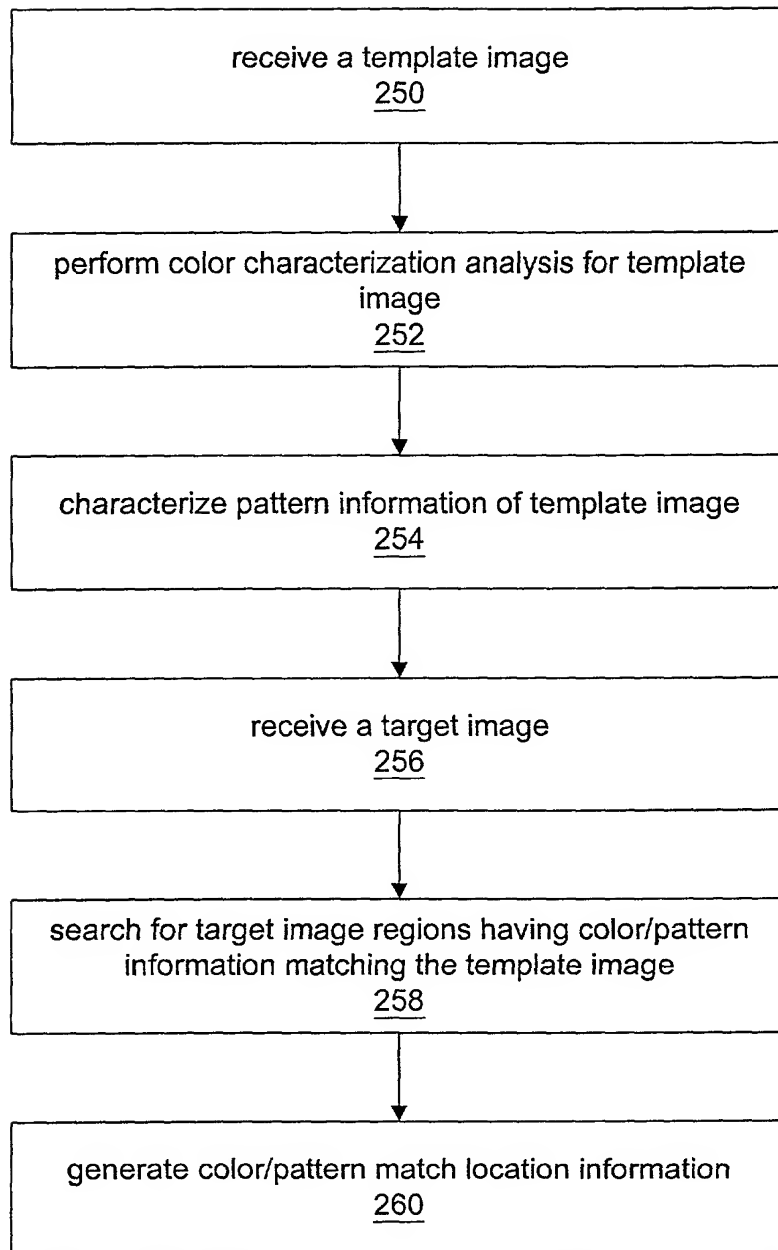 receive a template image
250
perform color characterization analysis for template
image
252
characterize pattern information of template image
254
receive a target image
256
search for target image regions having color/pattern
information matching the template image
258
generate color/pattern match location information
260